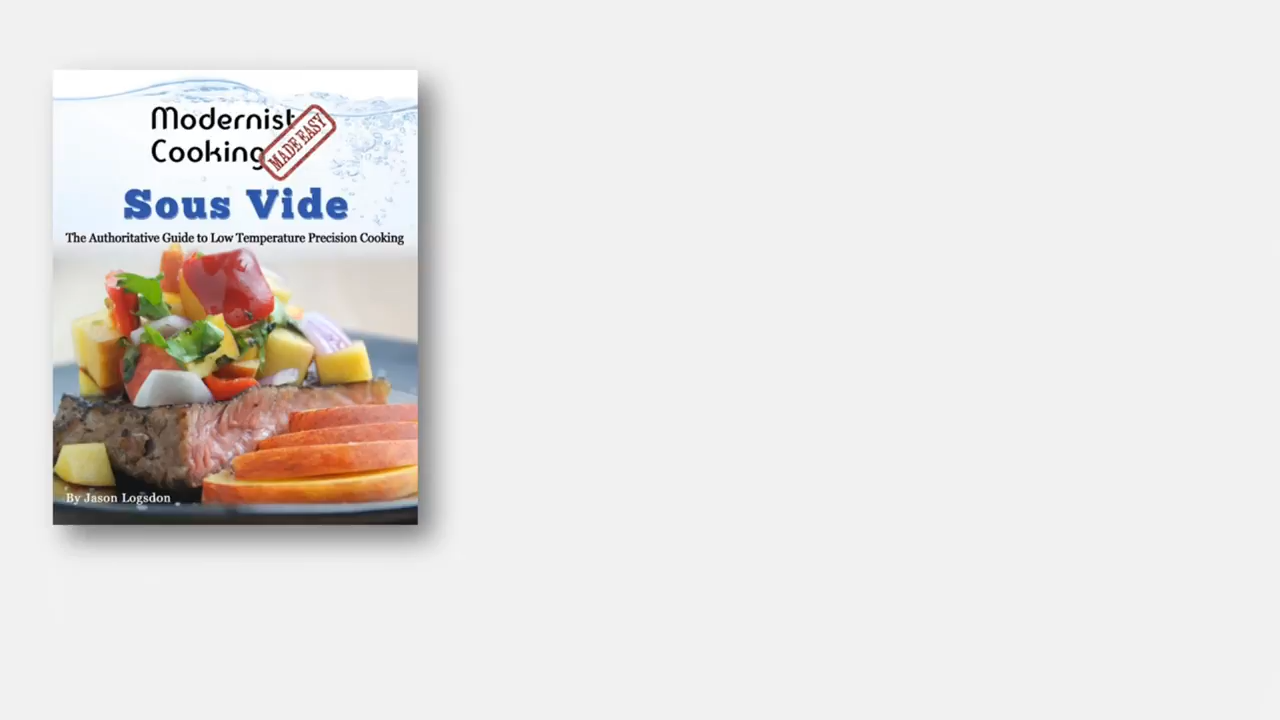 Modernist
Cooking
MADE EASY
Sous Vide
The Authoritative Guide to Low Temperature Precision Cooking
By Jason Logsdon